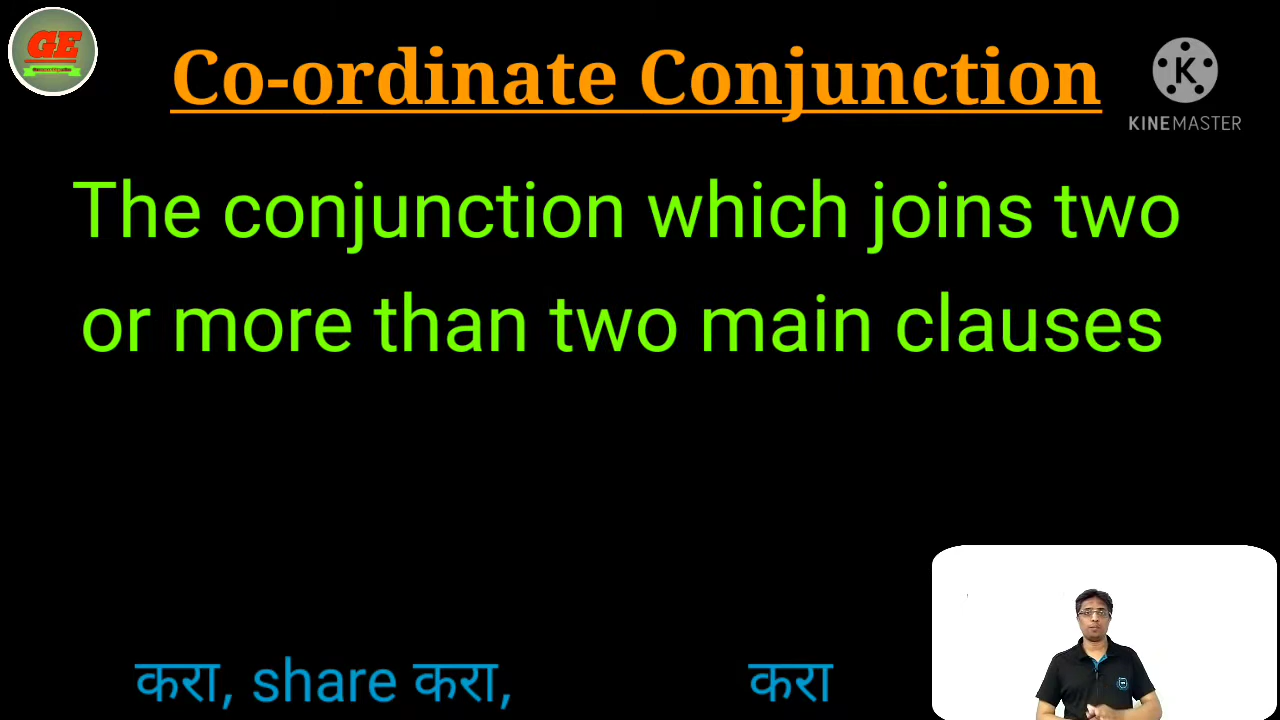 GE
Co-ordinate Conjunction
K
KINEMASTER
The conjunction which joins two
or more than two main clauses
करा, share करा, करा